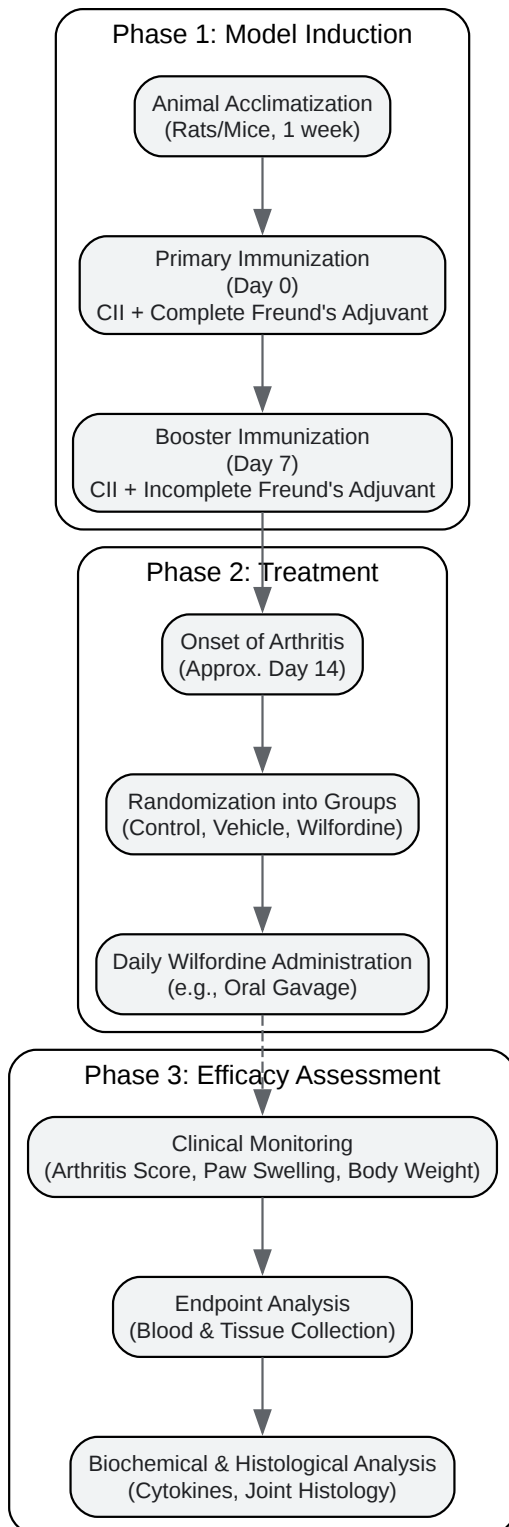 Phase 1: Model Induction
Animal Acclimatization
(Rats/Mice, 1 week)
Primary Immunization
(Day 0)
CII + Complete Freund's Adjuvant
Booster Immunization
(Day 7)
CII + Incomplete Freund's Adjuvant
Phase 2: Treatment
Onset of Arthritis
(Approx. Day 14)
Randomization into Groups
(Control, Vehicle, Wilfordine)
Daily Wilfordine Administration
(e.g., Oral Gavage)
Phase 3: Efficacy Assessment
Clinical Monitoring
(Arthritis Score, Paw Swelling, Body Weight)
Endpoint Analysis
(Blood & Tissue Collection)
Biochemical & Histological Analysis
(Cytokines, Joint Histology)